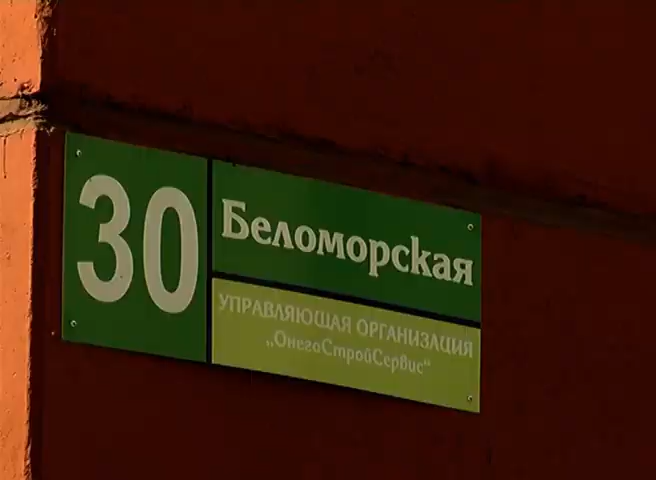 30
Беломорская
УПРАВЛЯЮЩАЯ ОРГАНИЗАЦИЯ
„ОнегоСтройСервис“